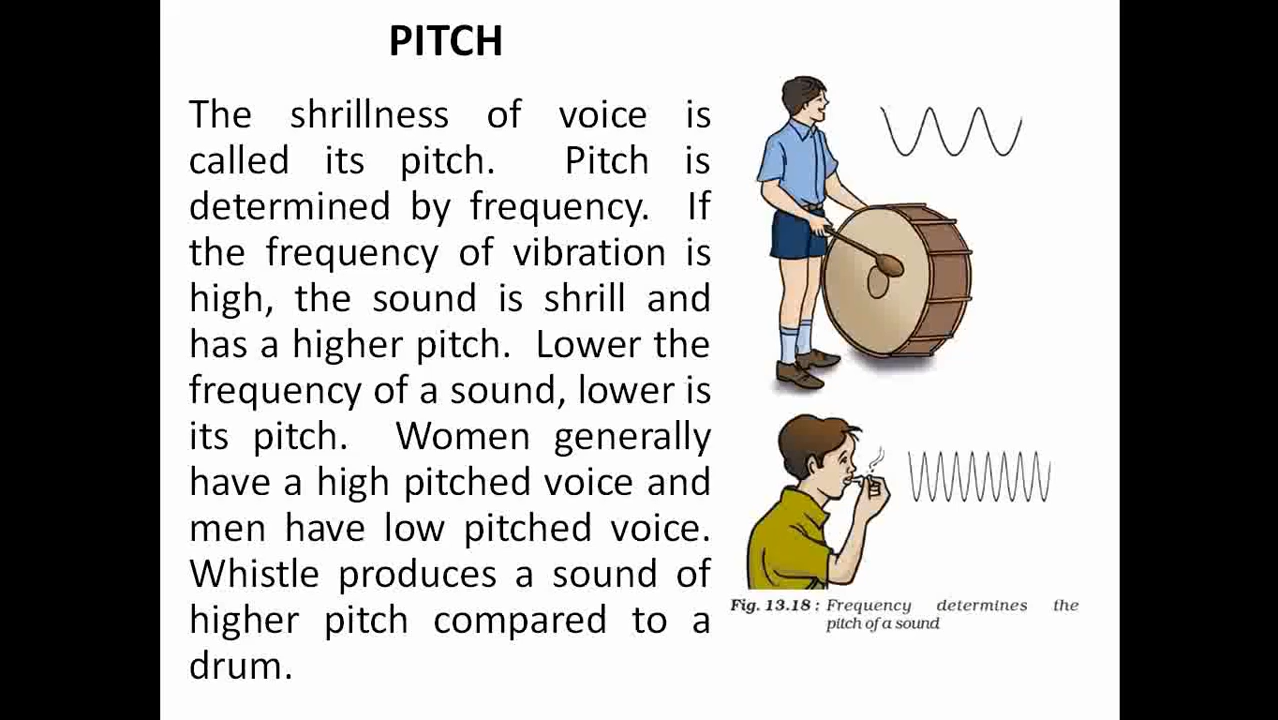 PITCH
The shrillness of voice is
called its pitch. Pitch is
determined by frequency. If
the frequency of vibration is
high, the sound is shrill and
has a higher pitch. Lower the
frequency of a sound, lower is
its pitch. Women generally
have a high pitched voice and
men have low pitched voice.
Whistle produces a sound of
higher pitch compared to a
drum.
Fig. 13.18 : Frequency determines the
pitch of a sound